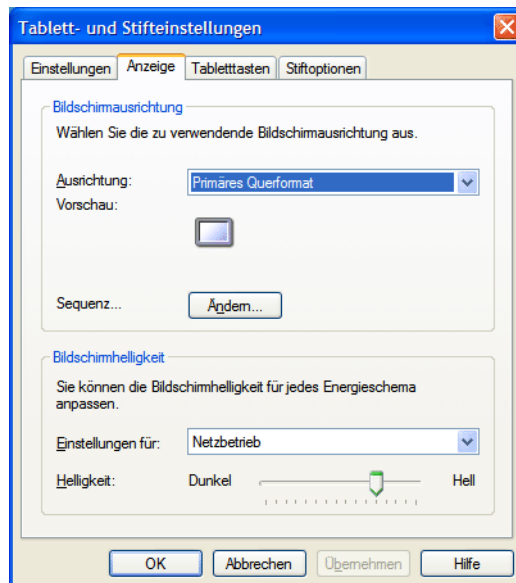 Tablett- und Stifteinstellungen
Einstellungen Anzeige Tabletttasten Stiftoptionen
Bildschirmausrichtung
Wählen Sie die zu verwendende Bildschirmausrichtung aus.
Ausrichtung: Primäres Querformat
Vorschau:
Sequenz... Ändern...
Bildschirmhelligkeit
Sie können die Bildschirmhelligkeit für jedes Energieschema
anpassen.
Einstellungen für: Netzbetrieb
Helligkeit: Dunkel Hell
OK Abbrechen Übernehmen Hilfe